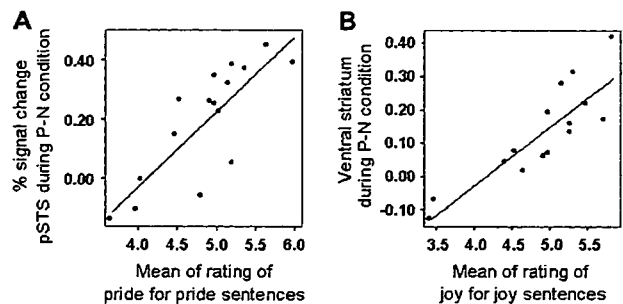 A
% signal change
pSTS during P-N condition
0.40
0.20
0.00
4.0 4.5 5.0 5.5 6.0
Mean of rating of
pride for pride sentences
B
Ventral striatum
during P-N condition
0.40
0.30
0.20
0.10
0.00
-0.10
3.5 4.0 4.5 5.0 5.5
Mean of rating of
joy for joy sentences